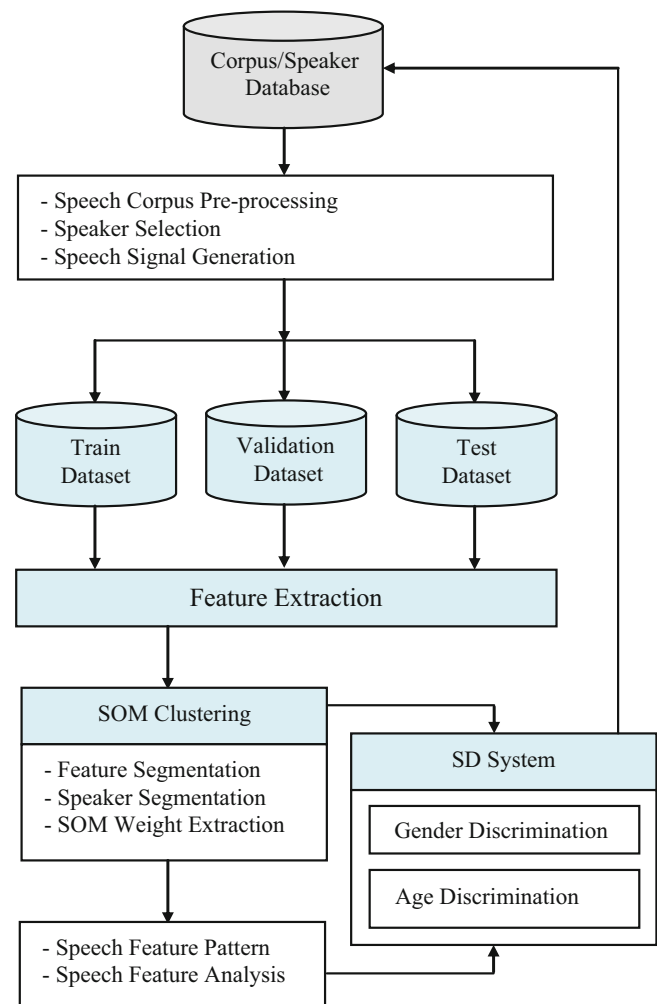 Corpus/Speaker
Database
- Speech Corpus Pre-processing
- Speaker Selection
- Speech Signal Generation
Train
Dataset
Validation
Dataset
Test
Dataset
Feature Extraction
SOM Clustering
- Feature Segmentation
- Speaker Segmentation
- SOM Weight Extraction
SD System
Gender Discrimination
Age Discrimination
- Speech Feature Pattern
- Speech Feature Analysis